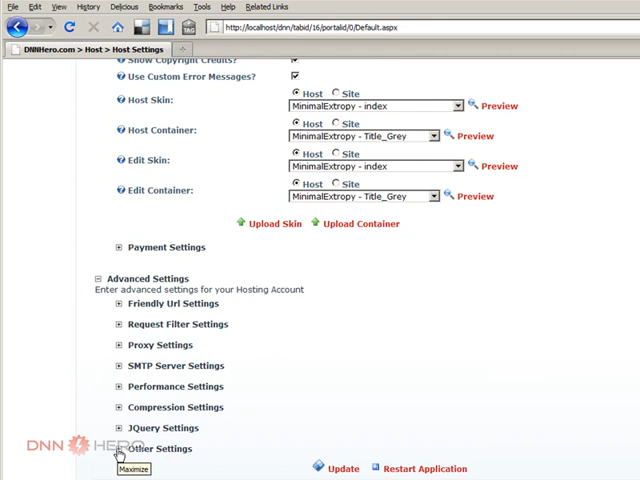 File Edit View History Delicious Bookmarks Tools Help Related Links
TAG http://localhost/dnn/tabid/16/portalid/0/Default.aspx
DNNHero.com > Host > Host Settings
Show Copyright Credits?
Use Custom Error Messages?
Host Site
Host Skin: MinimalExtropy - index Preview
Host Site
Host Container: MinimalExtropy - Title_Grey Preview
Host Site
Edit Skin: MinimalExtropy - index Preview
Host Site
Edit Container: MinimalExtropy - Title_Grey Preview
Upload Skin Upload Container
Payment Settings
Advanced Settings
Enter advanced settings for your Hosting Account
Friendly Url Settings
Request Filter Settings
Proxy Settings
SMTP Server Settings
Performance Settings
Compression Settings
JQuery Settings
DNN HERO
Other Settings
Maximize
Update Restart Application